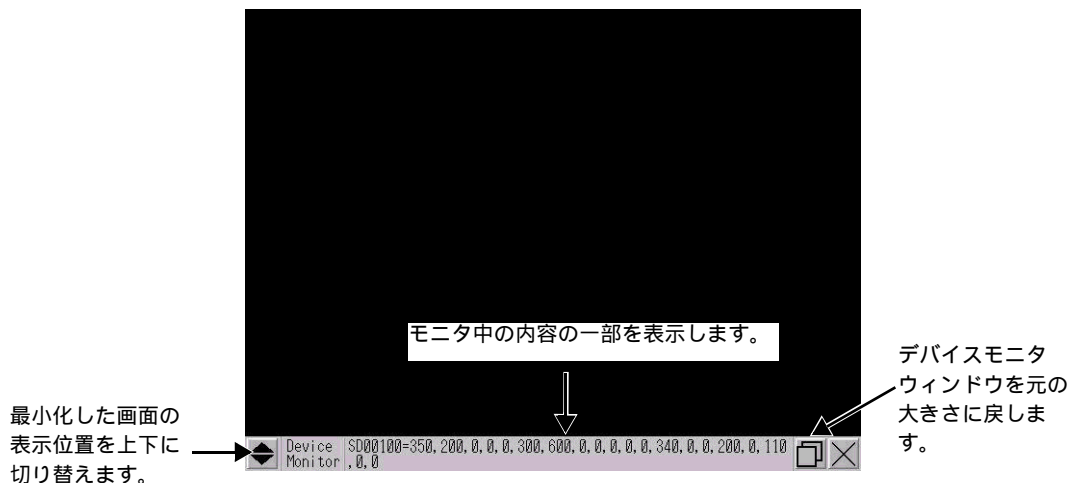 モニタ中の内容の一部を表示します。
デバイスモニタ
ウィンドウを元の
大きさに戻しま
す。
最小化した画面の
表示位置を上下に
切り替えます。
Device
Monitor
SD00100=350,200,0,0,0,300,600,0,0,0,0,0,340,0,0,200,0,110
,0,0